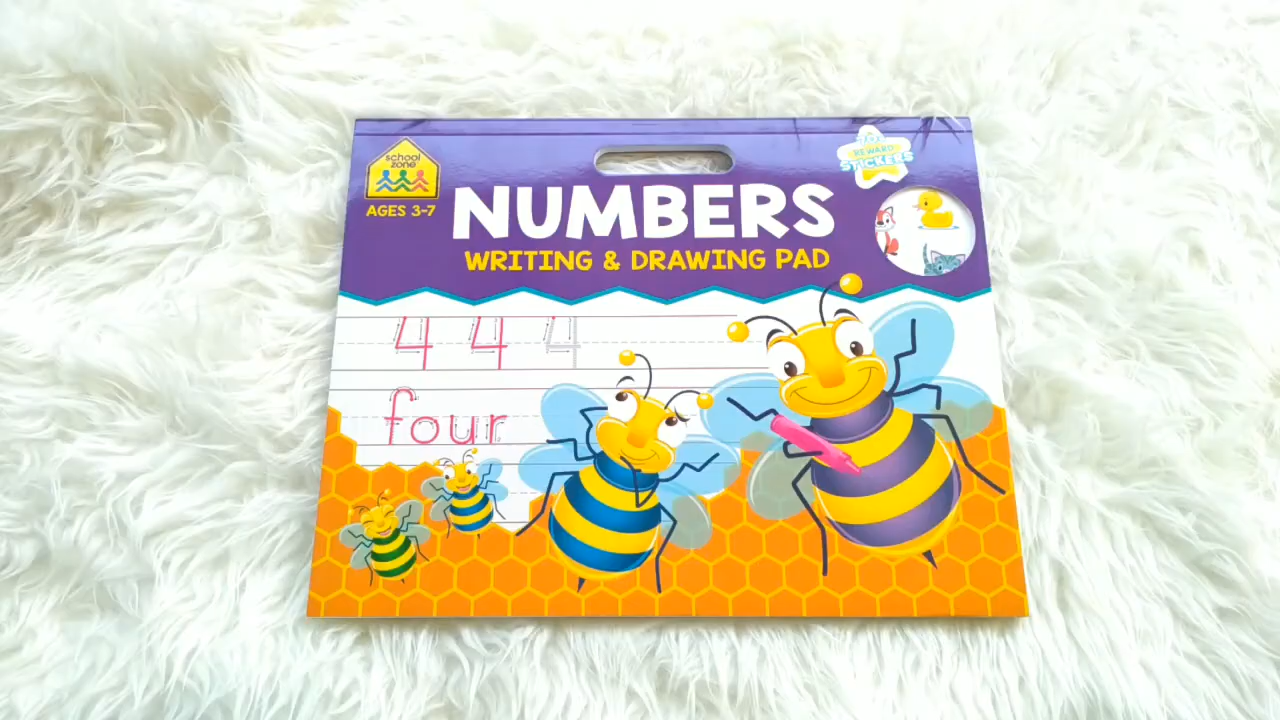 school
zone
AGES 3-7
NUMBERS
WRITING & DRAWING PAD
REWARD
STICKERS
4 4 4
four